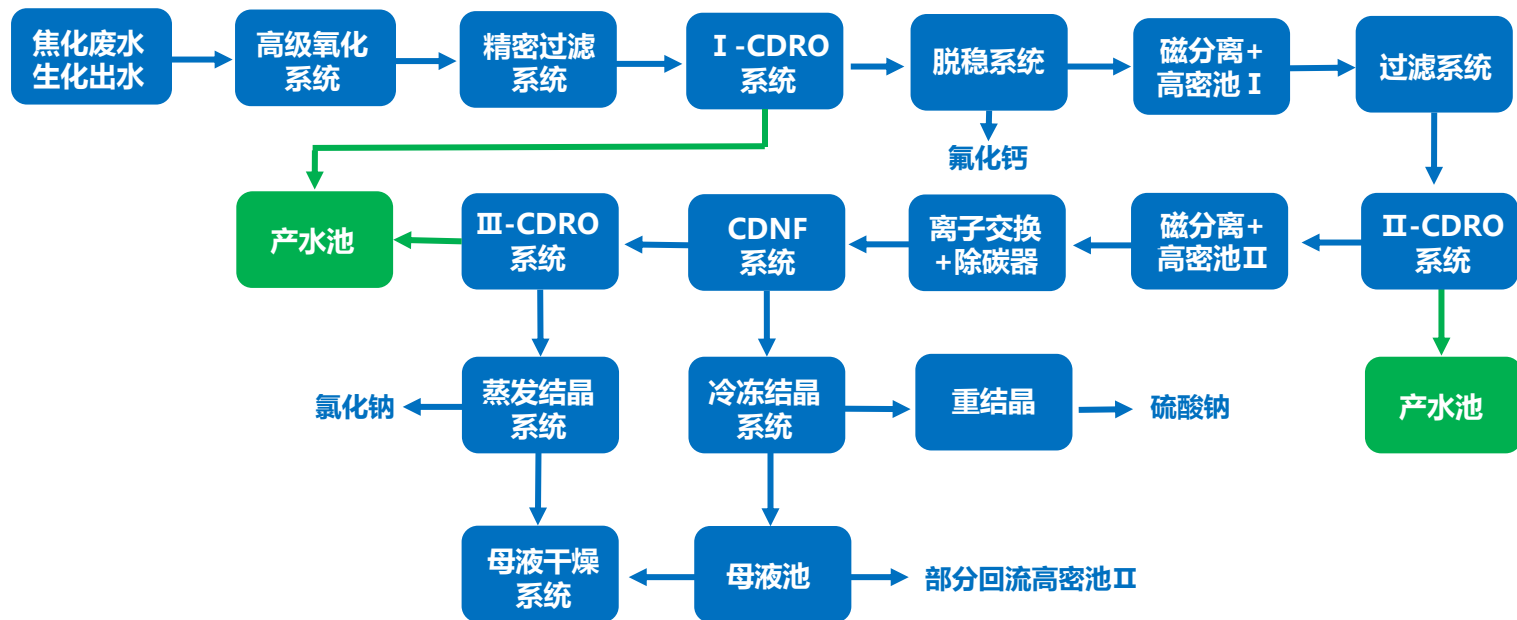 焦化废水
生化出水
高级氧化
系统
精密过滤
系统
Ⅰ-CDRO
系统
脱稳系统
磁分离+
高密池Ⅰ
过滤系统
氟化钙
产水池
Ⅲ-CDRO
系统
CDNF
系统
离子交换
+除碳器
磁分离+
高密池Ⅱ
Ⅱ-CDRO
系统
氯化钠
蒸发结晶
系统
冷冻结晶
系统
重结晶
硫酸钠
产水池
母液干燥
系统
母液池
部分回流高密池Ⅱ